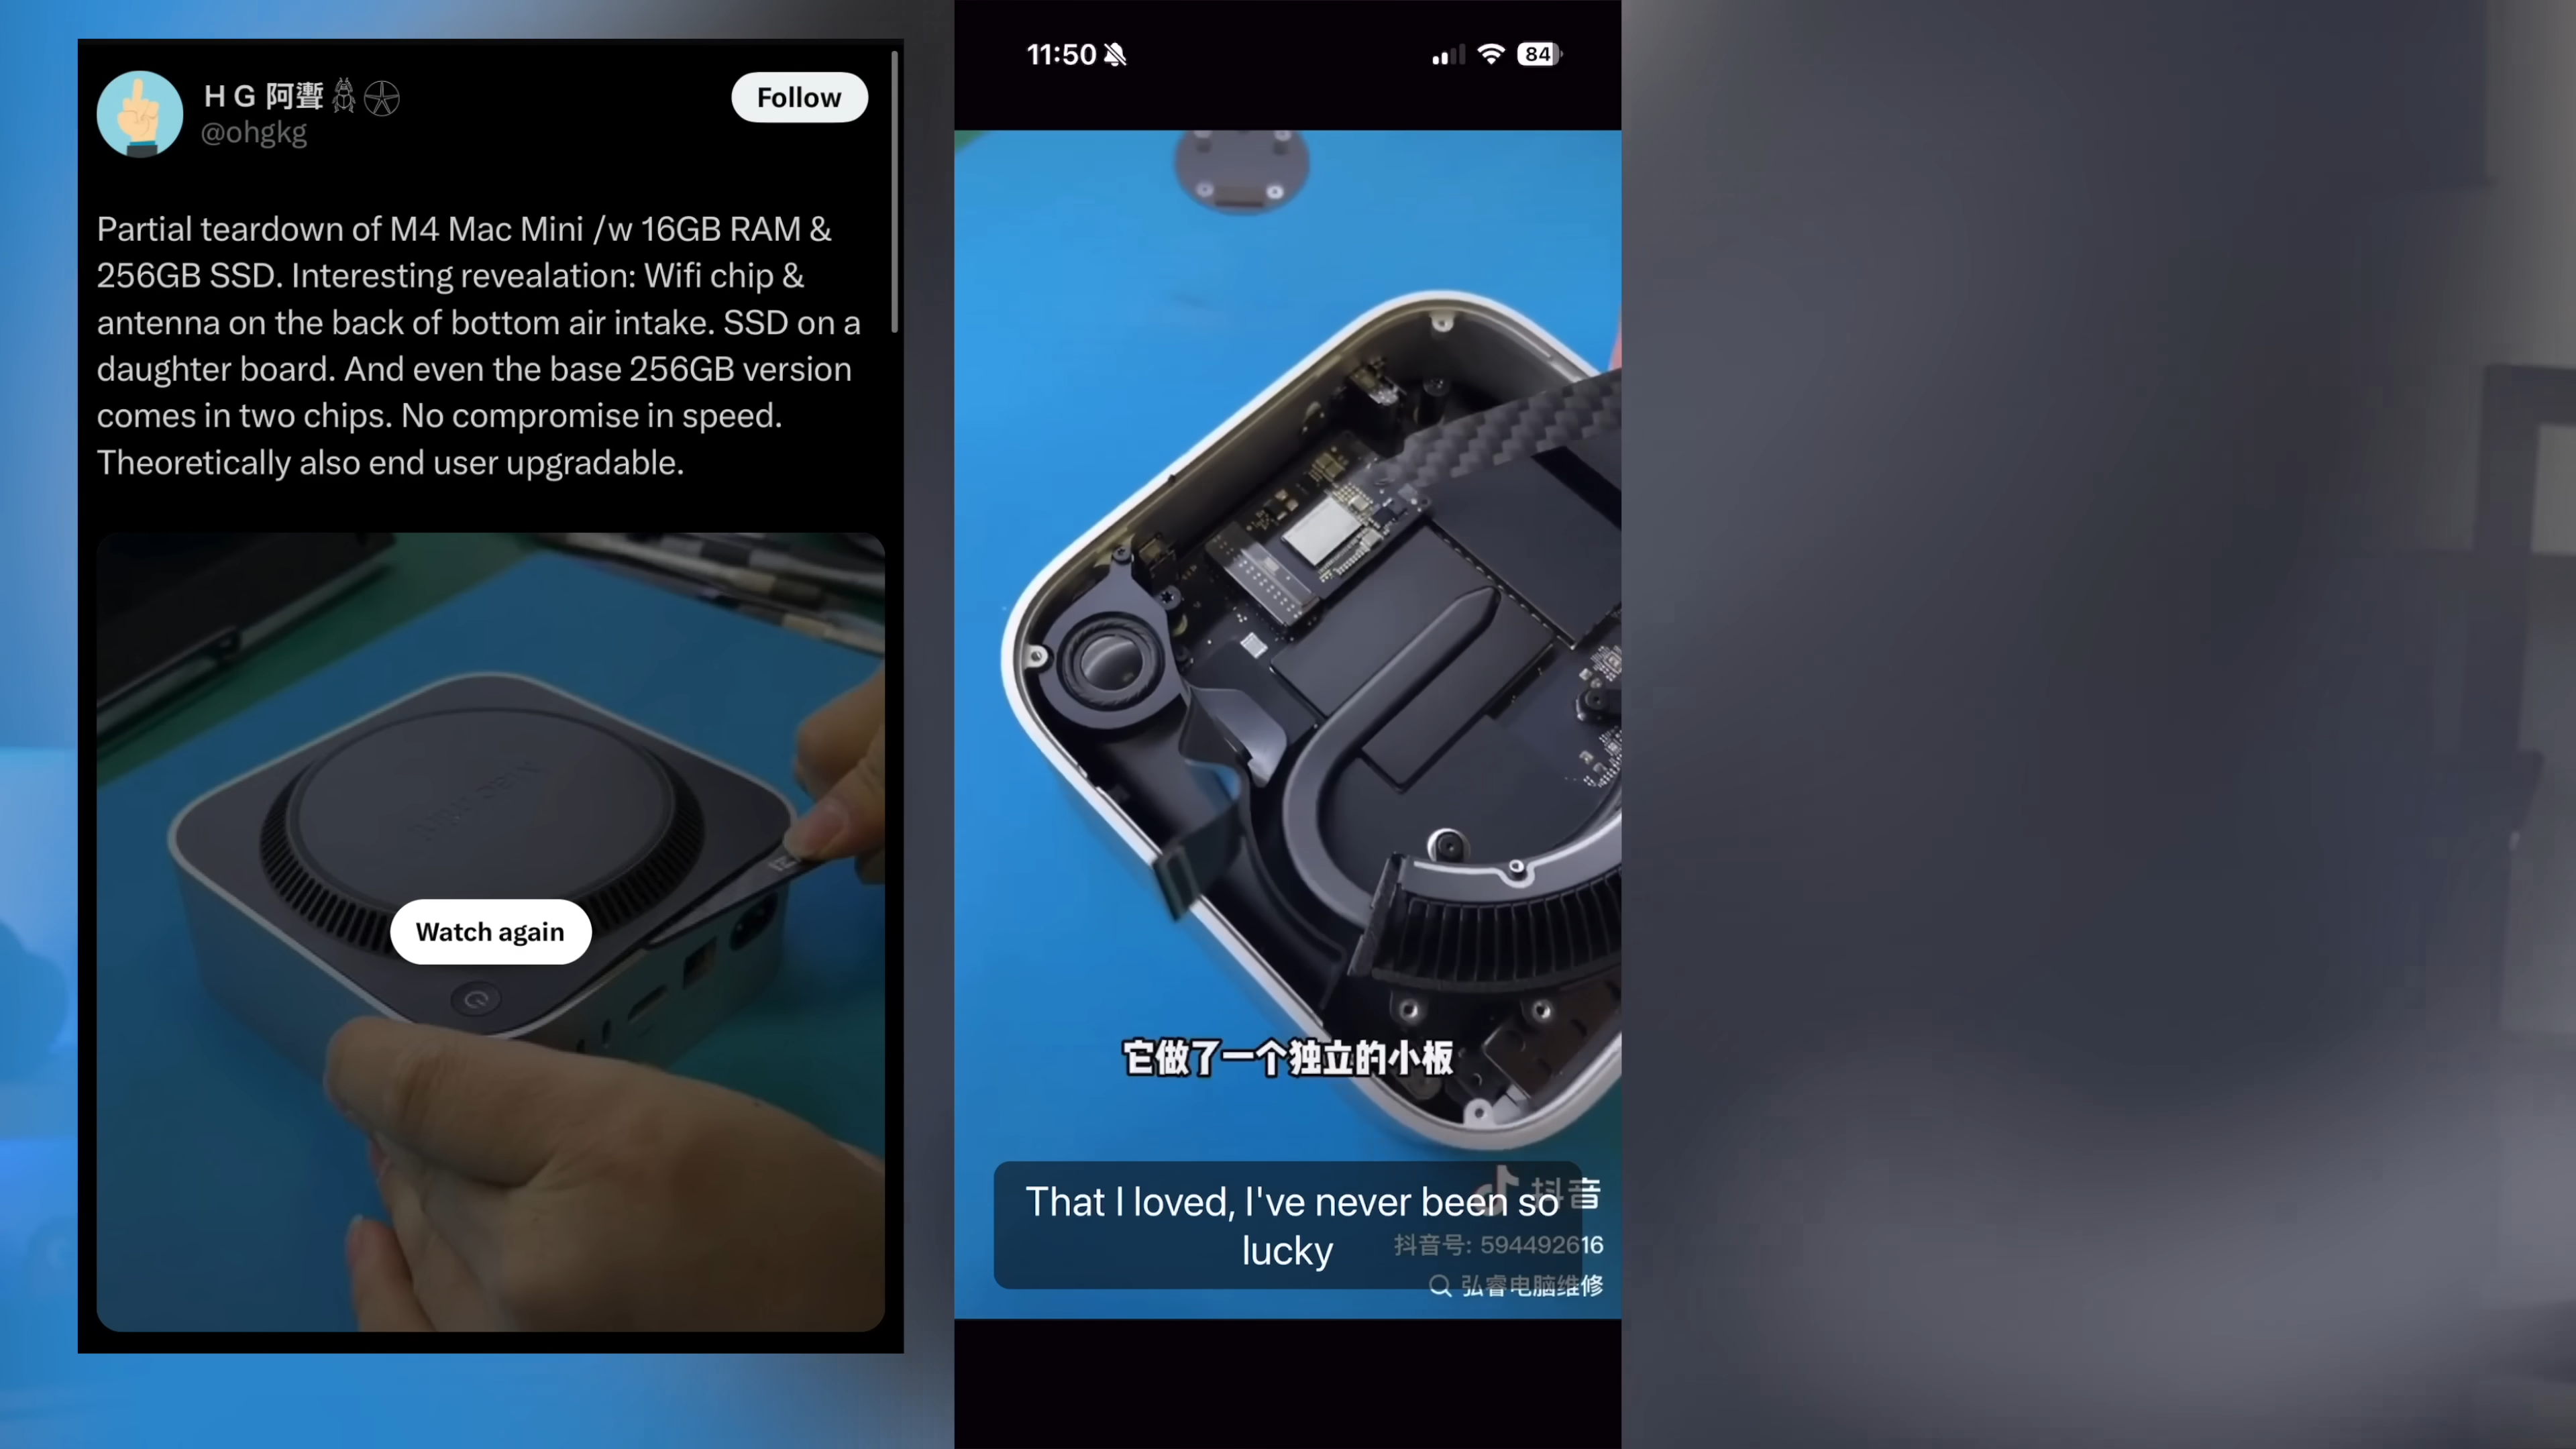 H G 阿蠿
@ohgkg
Follow
Partial teardown of M4 Mac Mini /w 16GB RAM &
256GB SSD. Interesting revealation: Wifi chip &
antenna on the back of bottom air intake. SSD on a
daughter board. And even the base 256GB version
comes in two chips. No compromise in speed.
Theoretically also end user upgradable.
Watch again
11:50
84
它做了一个独立的小板
That I loved, I've never been so
lucky
抖音
抖音号: 594492616
弘睿电脑维修